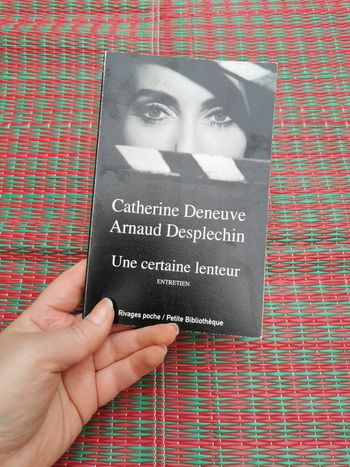 Catherine Deneuve
Arnaud Desplechin
Une certaine lenteur
ENTRETIEN
Rivages poche / Petite Bibliothèque